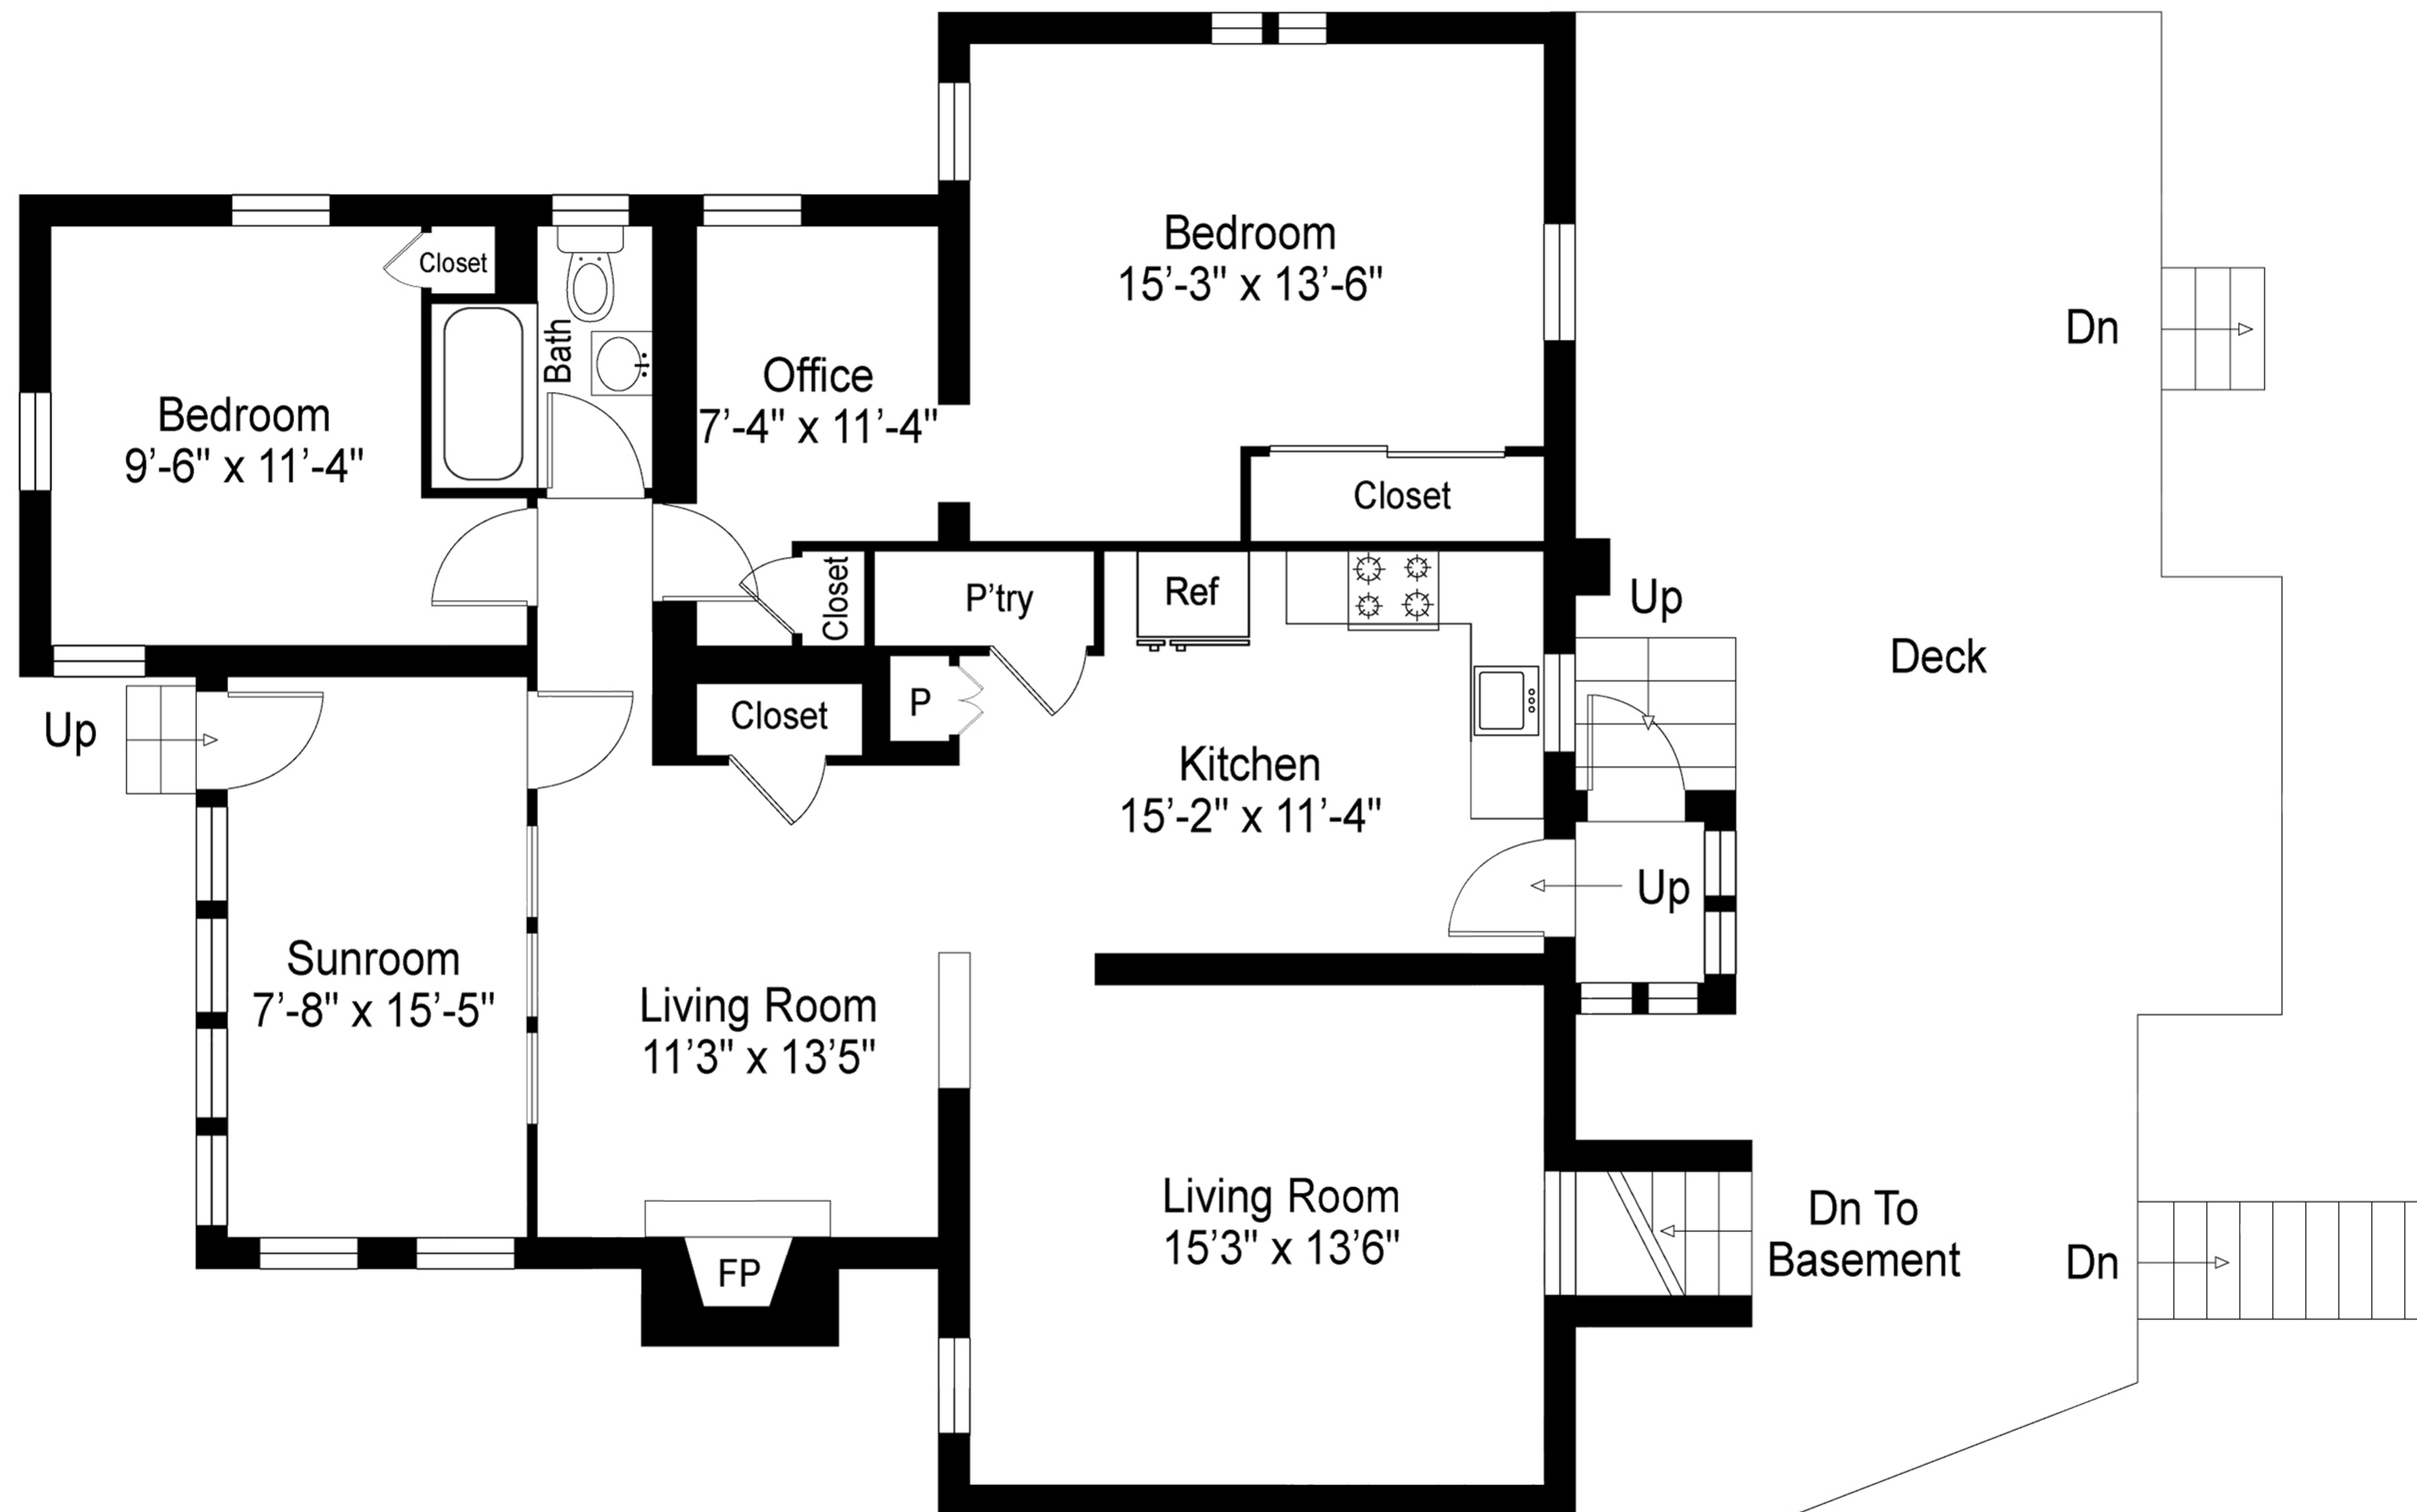 Bedroom
15'-3" x 13'-6"
Closet
Bath
Office
7'-4" x 11'-4"
Dn
Bedroom
9'-6" x 11'-4"
Closet
Closet
P'try
Ref
Up
Deck
Up
Closet
P
Kitchen
15'-2" x 11'-4"
Up
Sunroom
7'-8" x 15'-5"
Living Room
11'3" x 13'5"
Living Room
15'3" x 13'6"
Dn To
Basement
Dn
FP